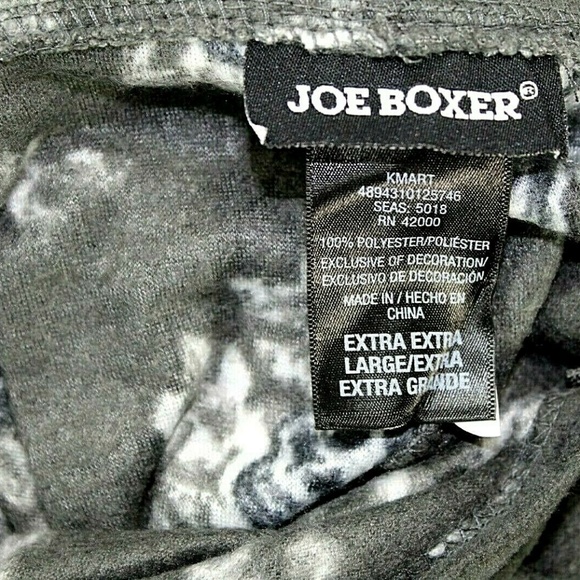 JOE BOXER®
KMART
4894310125746
SEAS: 5018
RN 42000
100% POLYESTER/POLIÉSTER
EXCLUSIVE OF DECORATION/
EXCLUSIVO DE DECORACIÓN
MADE IN / HECHO EN
CHINA
EXTRA EXTRA
LARGE/EXTRA
EXTRA GRANDE